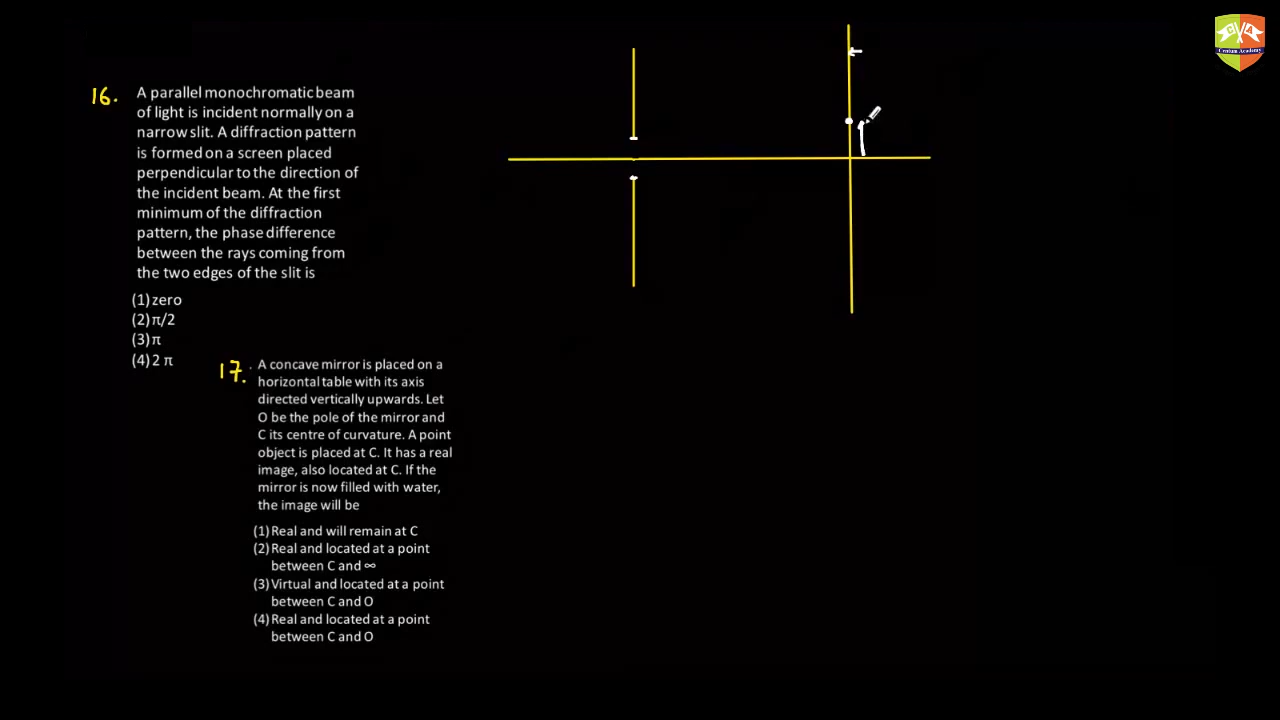 16. A parallel monochromatic beam
of light is incident normally on a
narrow slit. A diffraction pattern
is formed on a screen placed
perpendicular to the direction of
the incident beam. At the first
minimum of the diffraction
pattern, the phase difference
between the rays coming from
the two edges of the slit is
(1) zero
(2) π/2
(3) π
(4) 2 π
17. A concave mirror is placed on a
horizontal table with its axis
directed vertically upwards. Let
O be the pole of the mirror and
C its centre of curvature. A point
object is placed at C. It has a real
image, also located at C. If the
mirror is now filled with water,
the image will be
(1) Real and will remain at C
(2) Real and located at a point
between C and ∞
(3) Virtual and located at a point
between C and O
(4) Real and located at a point
between C and O
Centum Academy